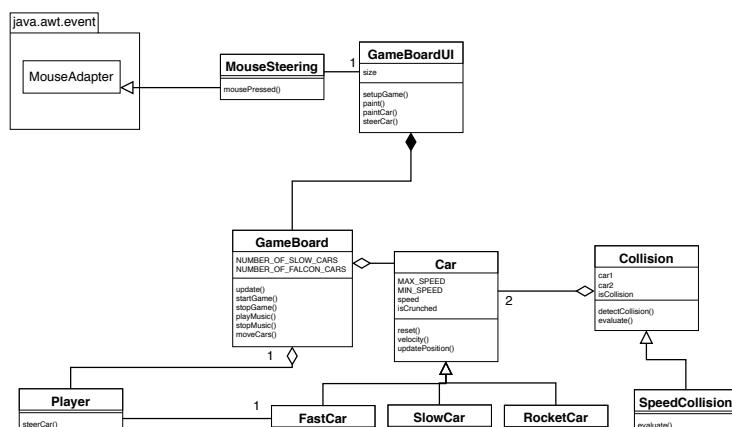 java.awt.event
MouseAdapter
MouseSteering
mousePressed()
1
GameBoardUI
size
setupGame()
paint()
paintCar()
steerCar()
GameBoard
NUMBER_OF_SLOW_CARS
NUMBER_OF_FALCON_CARS
update()
startGame()
stopGame()
playMusic()
stopMusic()
moveCars()
1
Car
MAX_SPEED
MIN_SPEED
speed
isCrunched
reset()
velocity()
updatePosition()
2
Collision
car1
car2
isCollision
detectCollision()
evaluate()
Player
steerCar()
1
FastCar
SlowCar
RocketCar
SpeedCollision
evaluate()